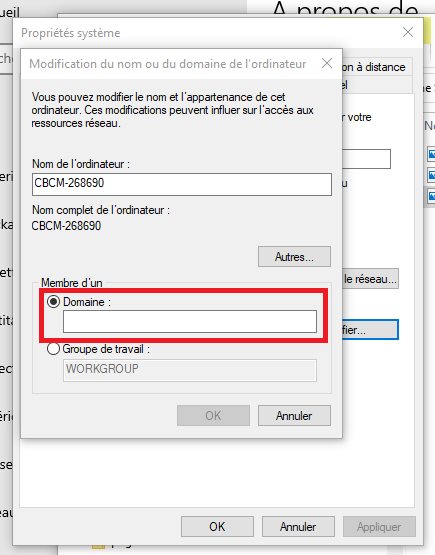 cueil
A propos de
Propriétés système
Modification du nom ou du domaine de l'ordinateur
on à distance
el
Vous pouvez modifier le nom et l'appartenance de cet
ordinateur. Ces modifications peuvent influer sur l'accès aux
ressources réseau.
r votre
Nom de l'ordinateur :
CBCM-268690
Nom complet de l'ordinateur :
CBCM-268690
Autres...
Membre d'un
le réseau...
Domaine :
fier...
Groupe de travail :
WORKGROUP
OK
Annuler
OK
Annuler
Appliquer